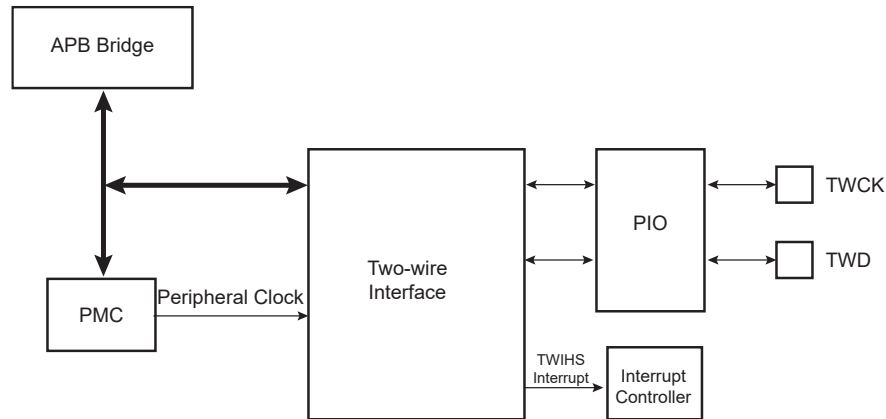 APB Bridge
PMC
Peripheral Clock
Two-wire
Interface
PIO
TWCK
TWD
TWIHS
Interrupt
Interrupt
Controller